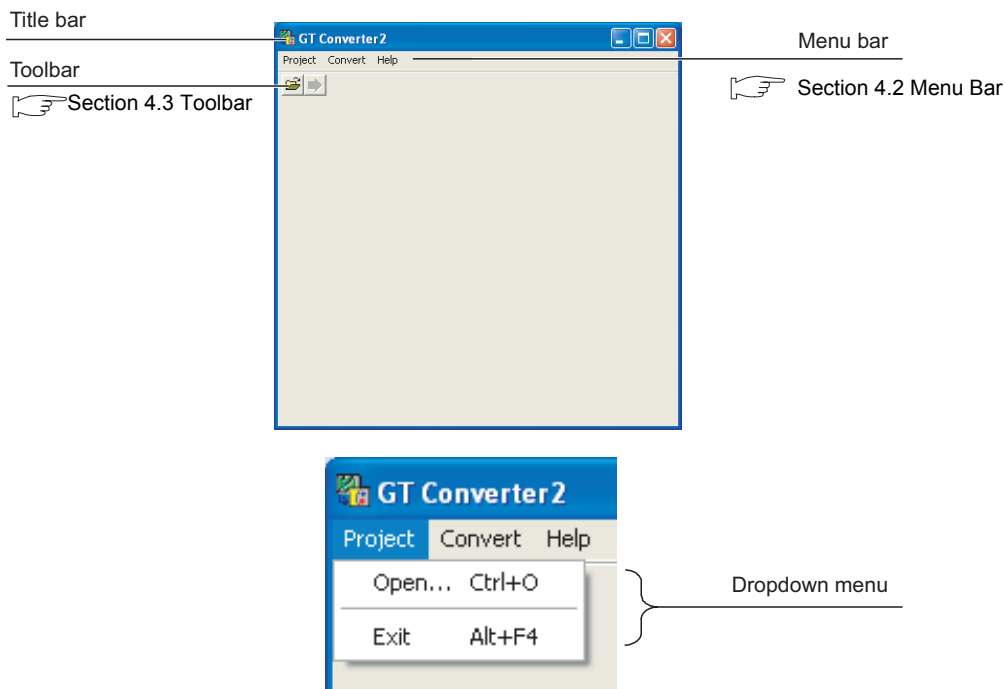 Title bar
GT Converter2
Menu bar
Project Convert Help
Toolbar
Section 4.3 Toolbar
Section 4.2 Menu Bar
GT Converter2
Project Convert Help
Open... Ctrl+O
Dropdown menu
Exit Alt+F4